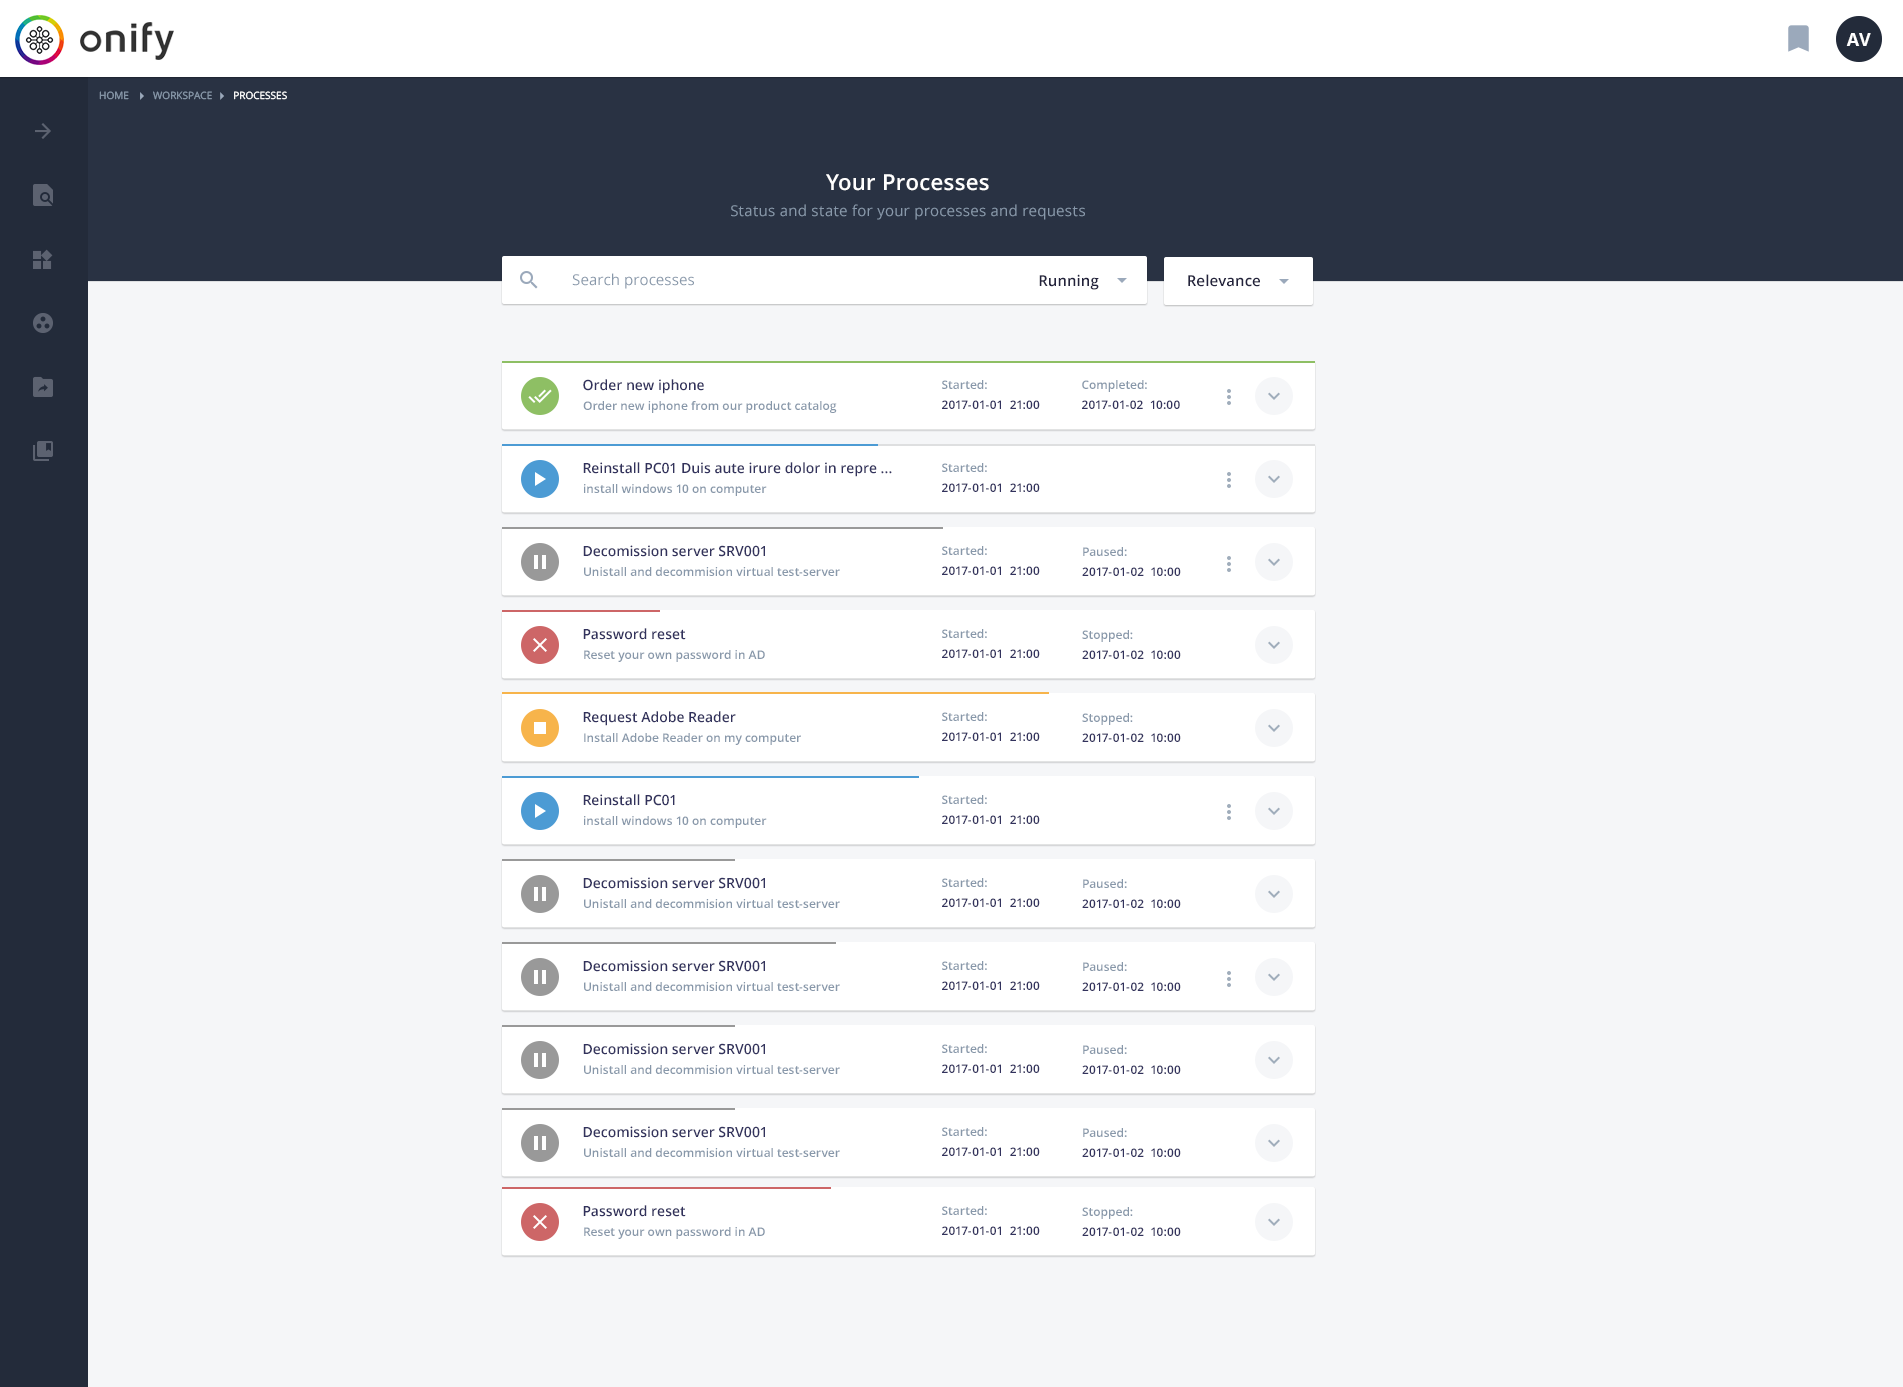 onify
AV
HOME WORKSPACE PROCESSES
Your Processes
Status and state for your processes and requests
Search processes
Running
Relevance
Order new iphone
Order new iphone from our product catalog
Started:
2017-01-01 21:00
Completed:
2017-01-02 10:00
Reinstall PC01 Duis aute irure dolor in repre ...
install windows 10 on computer
Started:
2017-01-01 21:00
Decomission server SRV001
Unistall and decommision virtual test-server
Started:
2017-01-01 21:00
Paused:
2017-01-02 10:00
Password reset
Reset your own password in AD
Started:
2017-01-01 21:00
Stopped:
2017-01-02 10:00
Request Adobe Reader
Install Adobe Reader on my computer
Started:
2017-01-01 21:00
Stopped:
2017-01-02 10:00
Reinstall PC01
install windows 10 on computer
Started:
2017-01-01 21:00
Decomission server SRV001
Unistall and decommision virtual test-server
Started:
2017-01-01 21:00
Paused:
2017-01-02 10:00
Decomission server SRV001
Unistall and decommision virtual test-server
Started:
2017-01-01 21:00
Paused:
2017-01-02 10:00
Decomission server SRV001
Unistall and decommision virtual test-server
Started:
2017-01-01 21:00
Paused:
2017-01-02 10:00
Decomission server SRV001
Unistall and decommision virtual test-server
Started:
2017-01-01 21:00
Paused:
2017-01-02 10:00
Password reset
Reset your own password in AD
Started:
2017-01-01 21:00
Stopped:
2017-01-02 10:00